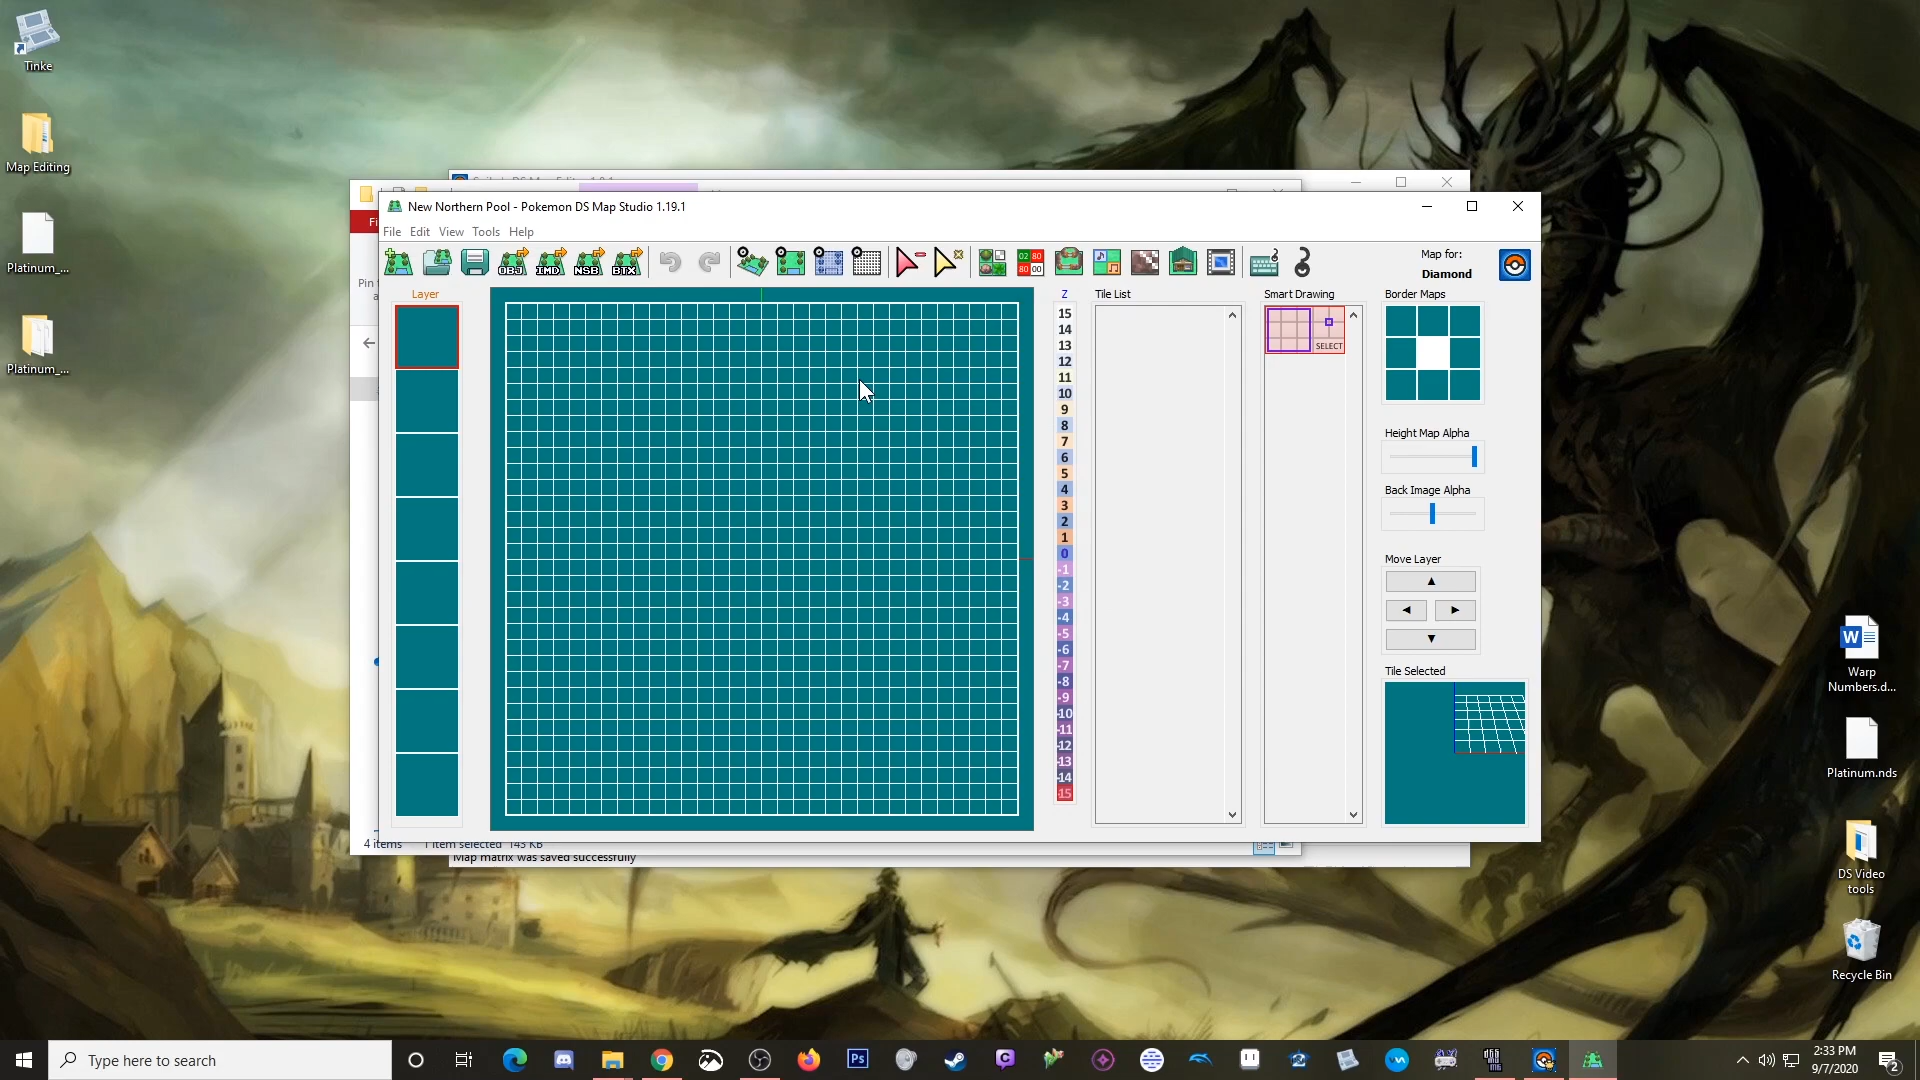 Tinke
Map Editing
Platinum_...
Platinum_...
New Northern Pool - Pokemon DS Map Studio 1.19.1
File Edit View Tools Help
OBJ IMD NSB BTX
Map for:
Diamond
Layer
Z
Tile List
Smart Drawing
Border Maps
SELECT
15
14
13
12
11
10
9
8
7
6
5
4
3
2
1
0
-1
-2
-3
-4
-5
-6
-7
-8
-9
-10
-11
-12
-13
-14
-15
Height Map Alpha
Back Image Alpha
Move Layer
Tile Selected
4 items 1 item selected 143 KB
Map matrix was saved successfully
Warp
Numbers.d...
Platinum.nds
DS Video
tools
Recycle Bin
Type here to search
2:33 PM
9/7/2020
2